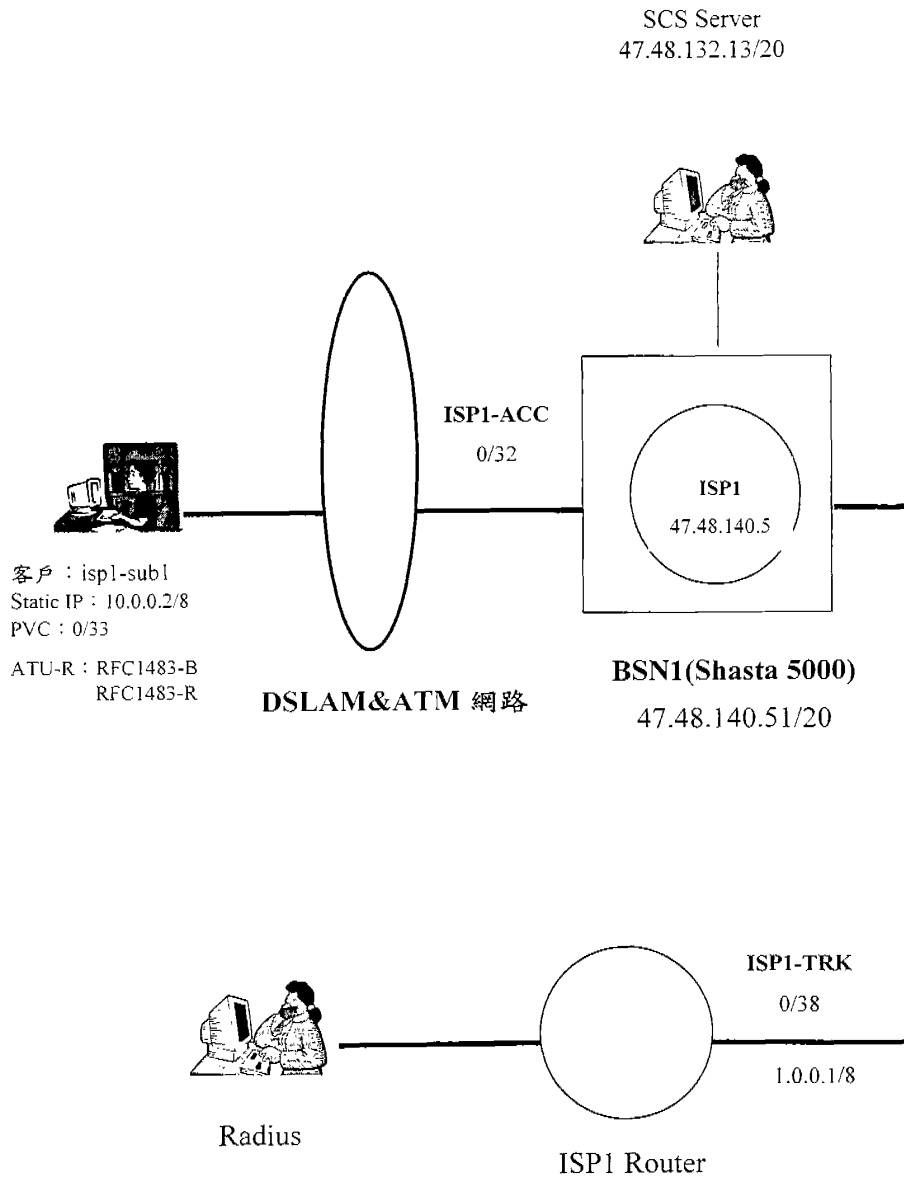 SCS Server
47.48.132.13/20
ISP1-ACC
0/32
ISP1
47.48.140.5
客戶：isp1-sub1
Static IP：10.0.0.2/8
PVC：0/33
ATU-R：RFC1483-B
RFC1483-R
DSLAM&ATM 網路
BSN1(Shasta 5000)
47.48.140.51/20
ISP1-TRK
0/38
1.0.0.1/8
Radius
ISP1 Router